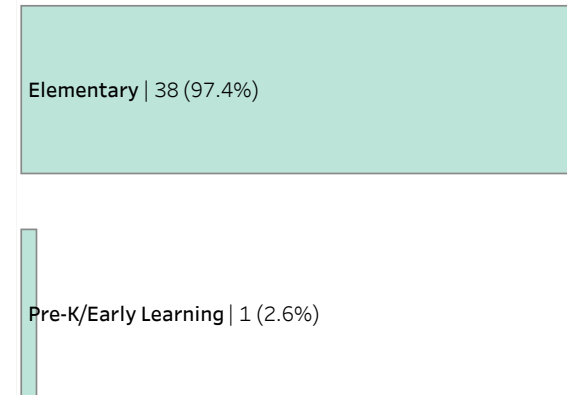 Elementary | 38 (97.4%)
Pre-K/Early Learning | 1 (2.6%)